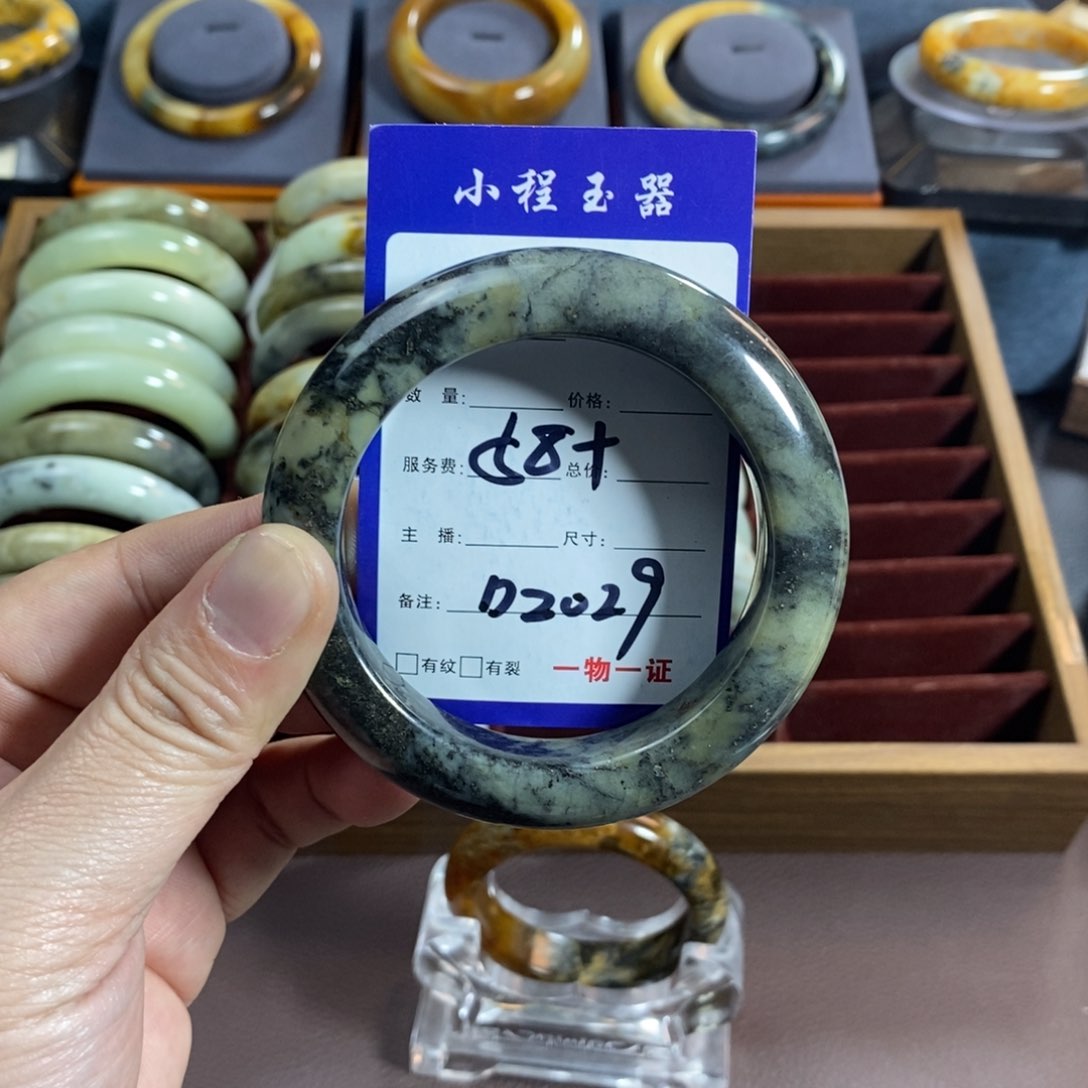 小程玉器
数 量: 价格:
服务费: 58+ 总价:
主 播: 尺寸:
备注: D2029
□有纹□有裂 一物一证